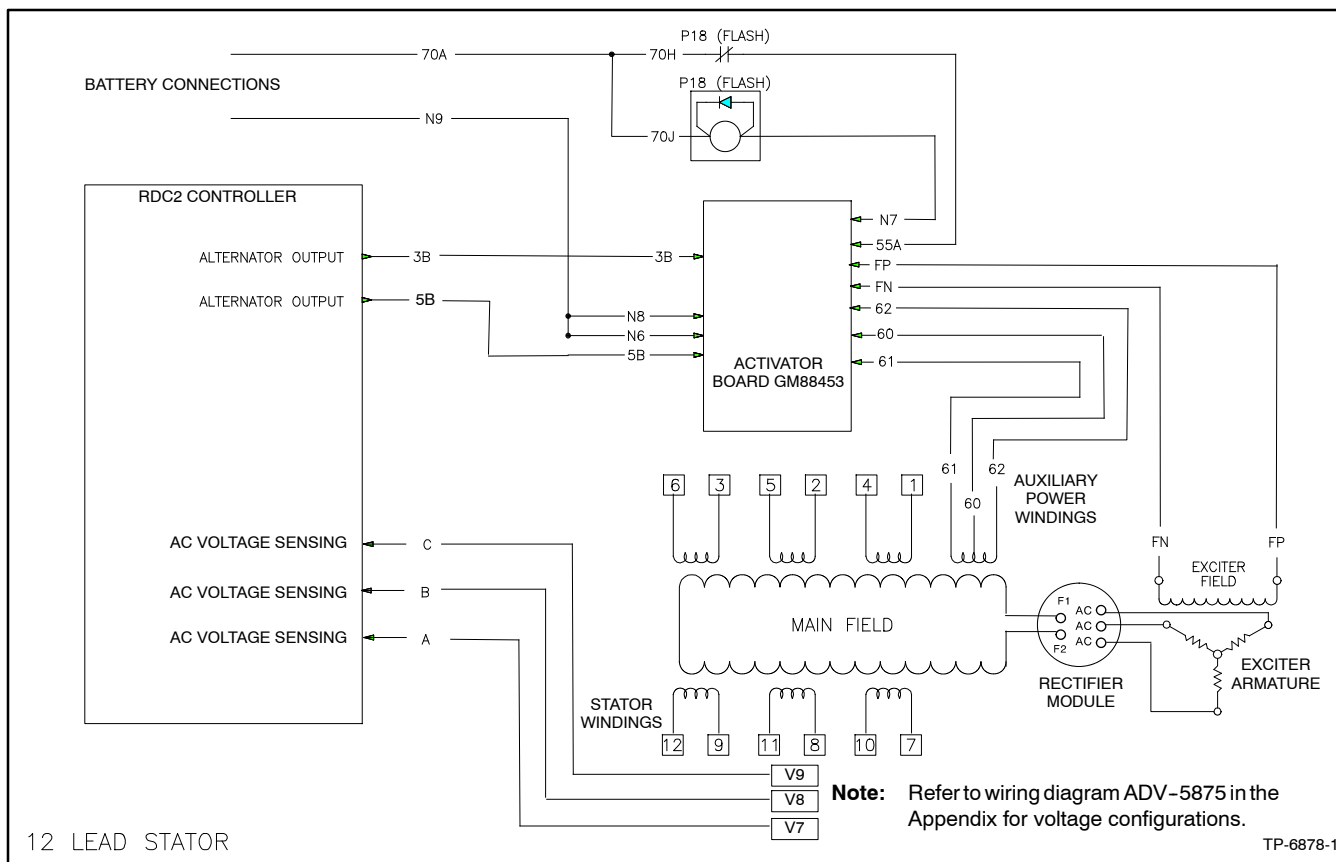 P18 (FLASH)
70A
70H
BATTERY CONNECTIONS
P18 (FLASH)
N9
70J
RDC2 CONTROLLER
N7
55A
ALTERNATOR OUTPUT
3B
3B
FP
FN
ALTERNATOR OUTPUT
5B
62
N8
60
N6
5B
61
ACTIVATOR
BOARD GM88453
61
62
60
AUXILIARY
POWER
WINDINGS
6
3
5
2
4
1
FN
FP
AC VOLTAGE SENSING
C
EXCITER
FIELD
AC VOLTAGE SENSING
B
F1
AC
AC
AC
F2
MAIN FIELD
AC VOLTAGE SENSING
A
EXCITER
ARMATURE
RECTIFIER
MODULE
STATOR
WINDINGS
12
9
11
8
10
7
V9
V8
V7
Note: Refer to wiring diagram ADV-5875 in the
Appendix for voltage configurations.
12 LEAD STATOR
TP-6878-1